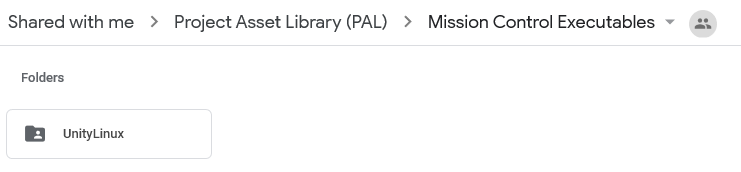 Shared with me > Project Asset Library (PAL) > Mission Control Executables
Folders
UnityLinux